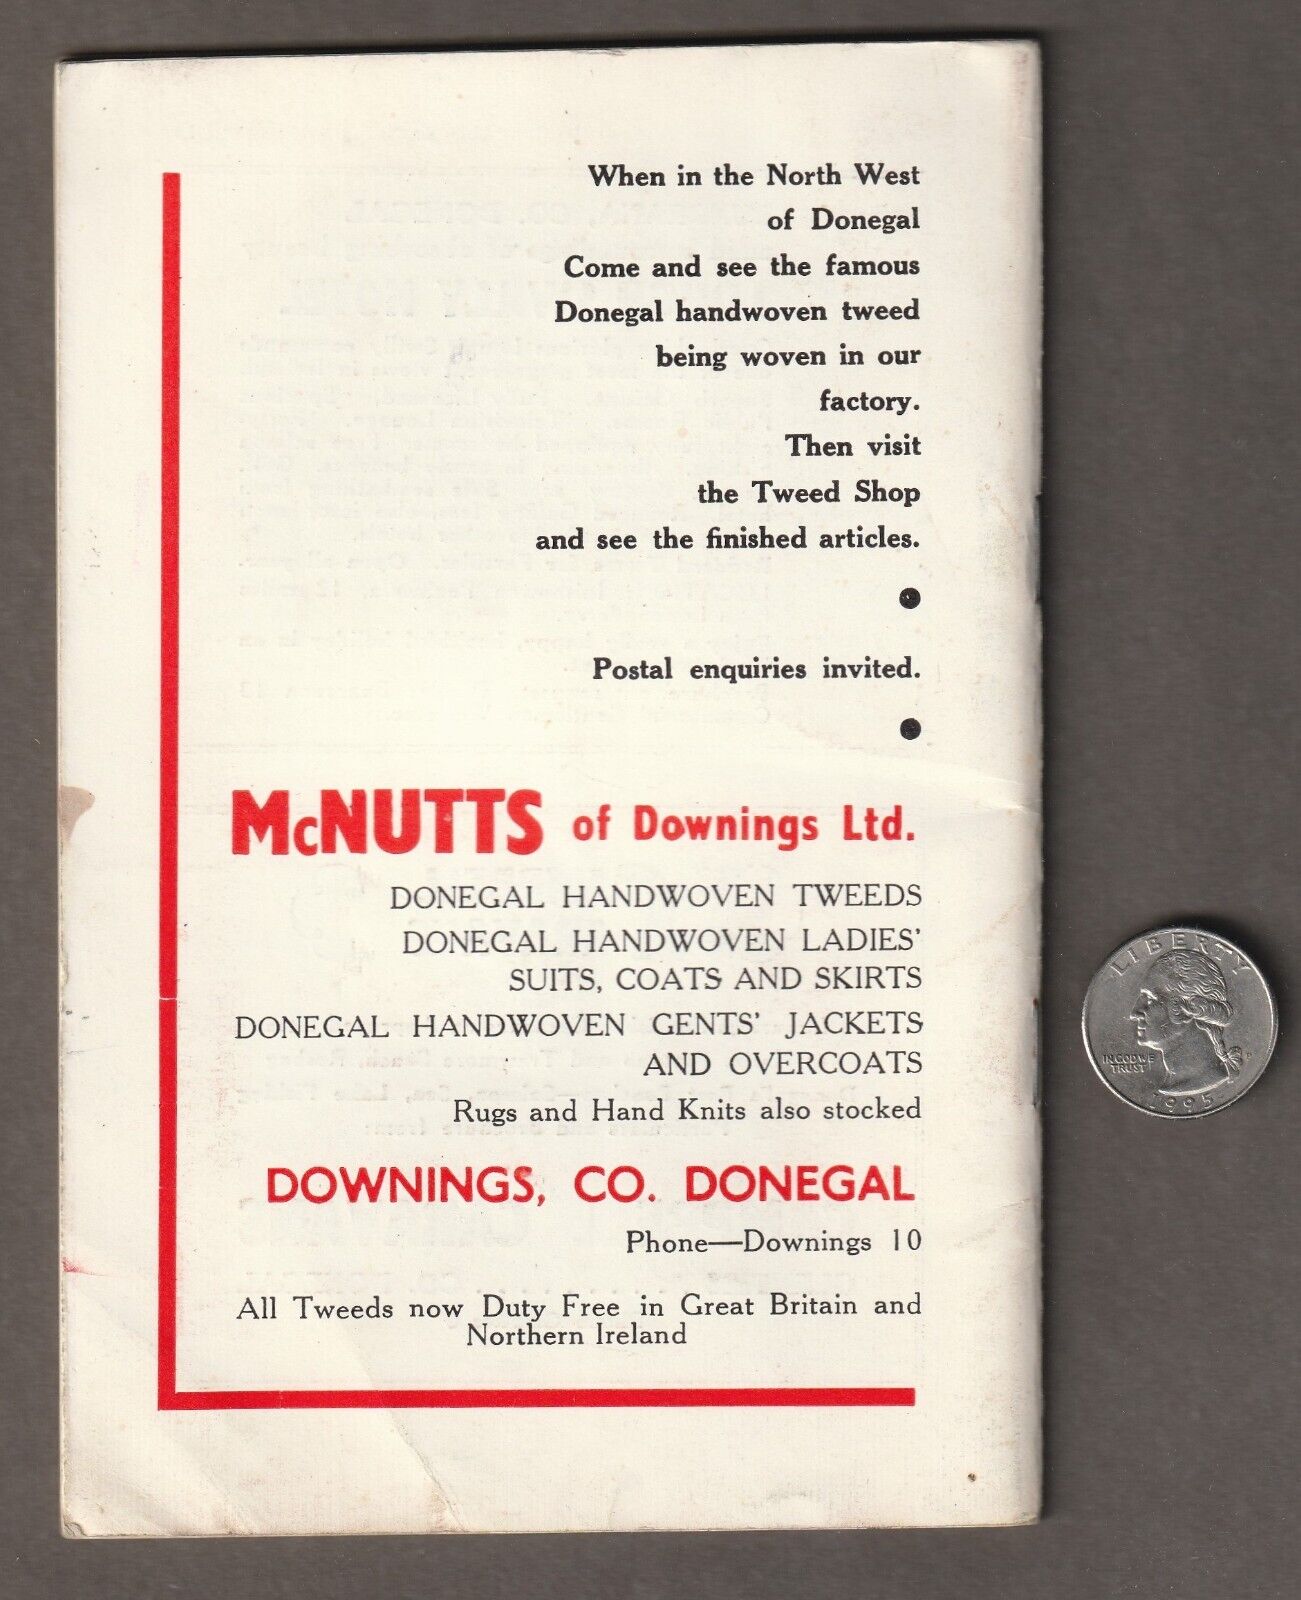 When in the North West
of Donegal
Come and see the famous
Donegal handwoven tweed
being woven in our
factory.
Then visit
the Tweed Shop
and see the finished articles.
Postal enquiries invited.
McNUTTS of Downings Ltd.
DONEGAL HANDWOVEN TWEEDS
DONEGAL HANDWOVEN LADIES'
SUITS, COATS AND SKIRTS
DONEGAL HANDWOVEN GENTS' JACKETS
AND OVERCOATS
Rugs and Hand Knits also stocked
DOWNINGS, CO. DONEGAL
Phone—Downings 10
All Tweeds now Duty Free in Great Britain and
Northern Ireland
LIBERTY
IN GOD WE
TRUST
P
1995